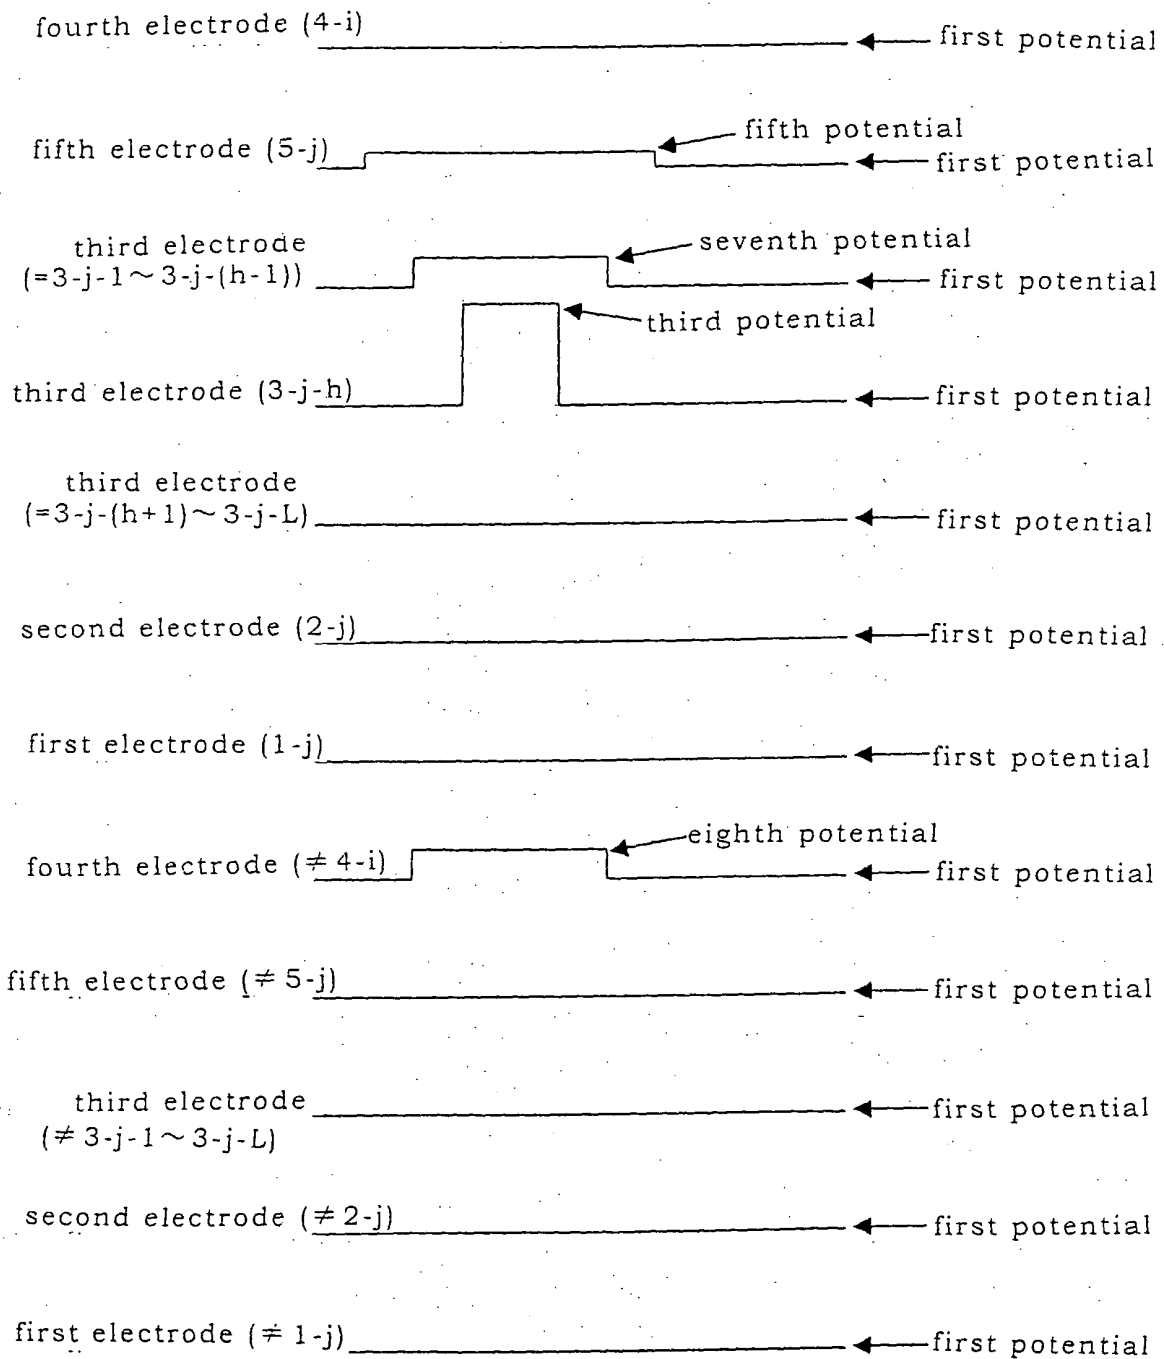 fourth electrode (4-i)
first potential
fifth potential
fifth electrode (5-j)
first potential
third electrode
seventh potential
(=3-j-1～3-j-(h-1))
first potential
third potential
third electrode (3-j-h)
first potential
third electrode
(=3-j-(h+1)～3-j-L)
first potential
second electrode (2-j)
first potential
first electrode (1-j)
first potential
eighth potential
fourth electrode (≠4-i)
first potential
fifth electrode (≠5-j)
first potential
third electrode
first potential
(≠3-j-1～3-j-L)
second electrode (≠2-j)
first potential
first electrode (≠1-j)
first potential